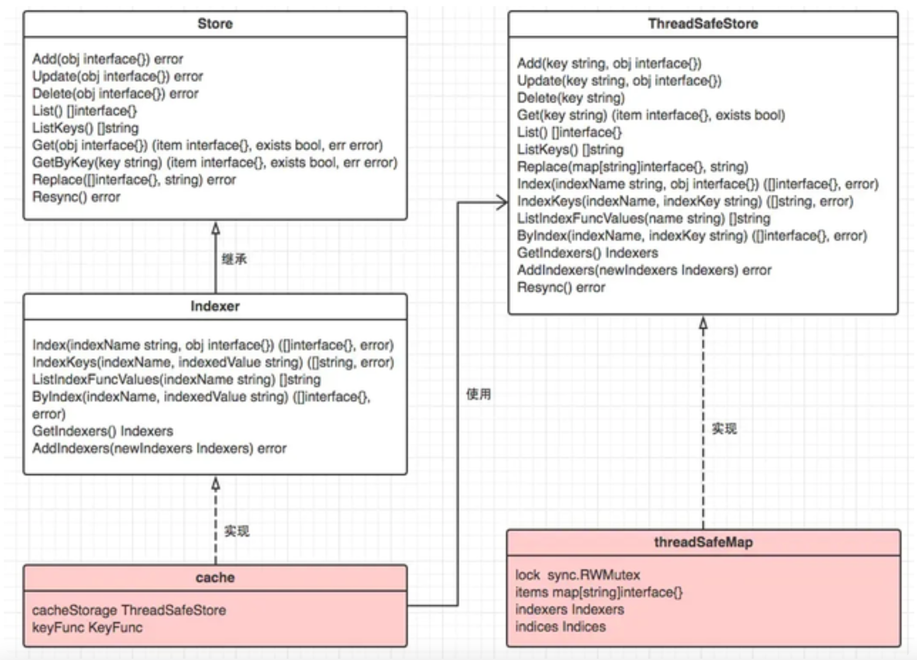 Store
Add(obj interface{}) error
Update(obj interface{}) error
Delete(obj interface{}) error
List() []interface{}
ListKeys() []string
Get(obj interface{}) (item interface{}, exists bool, err error)
GetByKey(key string) (item interface{}, exists bool, err error)
Replace([]interface{}, string) error
Resync() error
继承
Indexer
Index(indexName string, obj interface{}) ([]interface{}, error)
IndexKeys(indexName, indexedValue string) ([]string, error)
ListIndexFuncValues(indexName string) []string
ByIndex(indexName, indexedValue string) ([]interface{},
error)
GetIndexers() Indexers
AddIndexers(newIndexers Indexers) error
实现
cache
cacheStorage ThreadSafeStore
keyFunc KeyFunc
使用
ThreadSafeStore
Add(key string, obj interface{})
Update(key string, obj interface{})
Delete(key string)
Get(key string) (item interface{}, exists bool)
List() []interface{}
ListKeys() []string
Replace(map[string]interface{}, string)
Index(indexName string, obj interface{}) ([]interface{}, error)
IndexKeys(indexName, indexKey string) ([]string, error)
ListIndexFuncValues(name string) []string
ByIndex(indexName, indexKey string) ([]interface{}, error)
GetIndexers() Indexers
AddIndexers(newIndexers Indexers) error
Resync() error
实现
threadSafeMap
lock sync.RWMutex
items map[string]interface{}
indexers Indexers
indices Indices